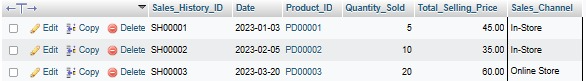 ←T→ Sales_History_ID Date Product_ID Quantity_Sold Total_Selling_Price Sales_Channel
Edit Copy Delete SH00001 2023-01-03 PD00001 5 45.00 In-Store
Edit Copy Delete SH00002 2023-02-05 PD00002 10 35.00 In-Store
Edit Copy Delete SH00003 2023-03-20 PD00003 20 60.00 Online Store